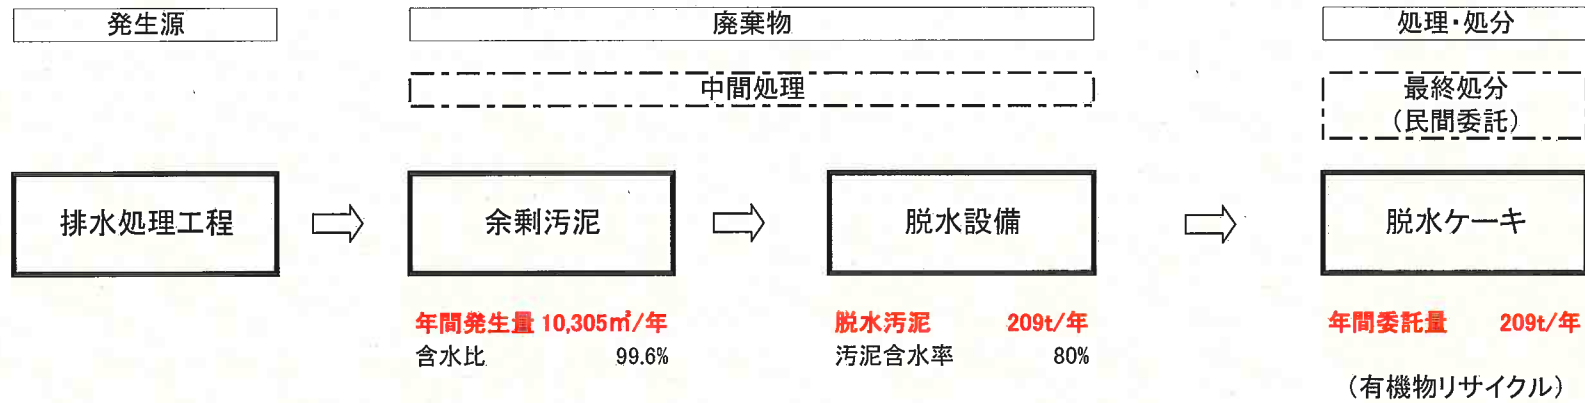 発生源
廃棄物
処理・処分
中間処理
最終処分
（民間委託）
排水処理工程
余剰汚泥
脱水設備
脱水ケーキ
年間発生量 10,305㎥/年
含水比 99.6%
脱水汚泥 209t/年
汚泥含水率 80%
年間委託量 209t/年
（有機物リサイクル）